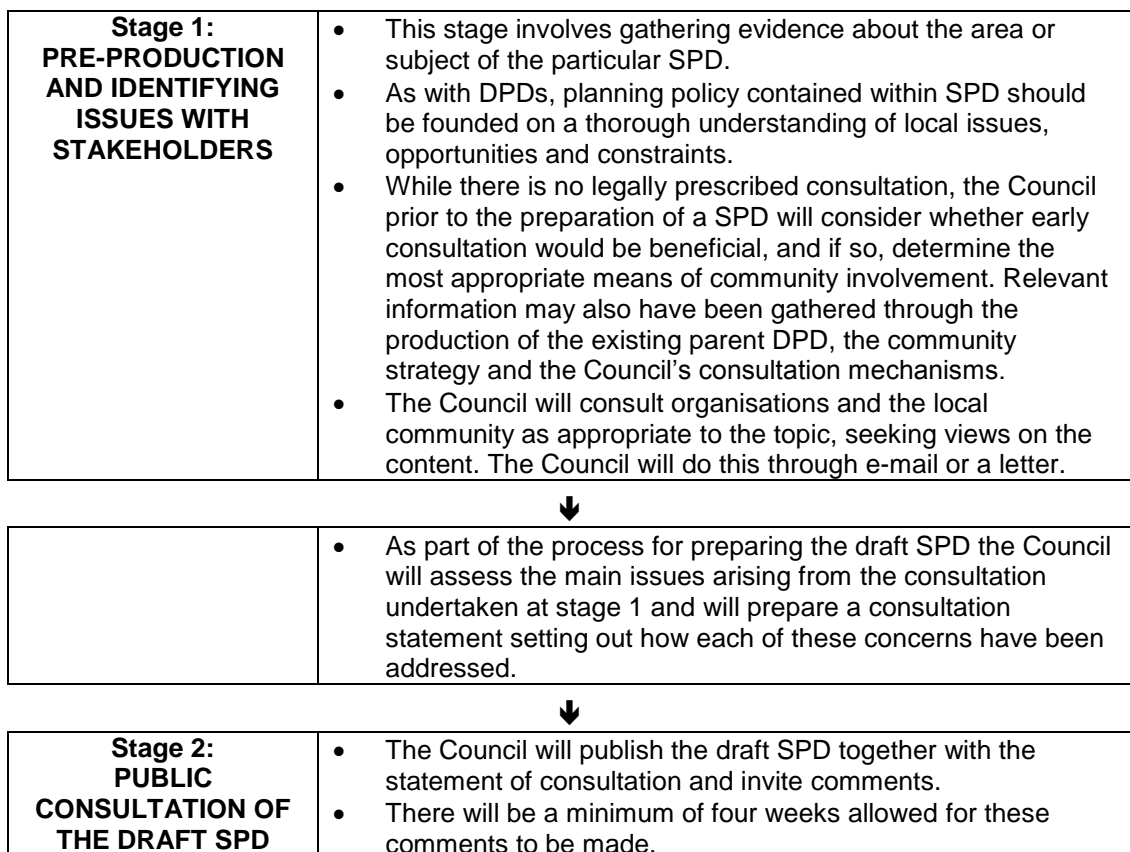 Stage 1:
PRE-PRODUCTION
AND IDENTIFYING
ISSUES WITH
STAKEHOLDERS
• This stage involves gathering evidence about the area or
subject of the particular SPD.
• As with DPDs, planning policy contained within SPD should
be founded on a thorough understanding of local issues,
opportunities and constraints.
• While there is no legally prescribed consultation, the Council
prior to the preparation of a SPD will consider whether early
consultation would be beneficial, and if so, determine the
most appropriate means of community involvement. Relevant
information may also have been gathered through the
production of the existing parent DPD, the community
strategy and the Council's consultation mechanisms.
• The Council will consult organisations and the local
community as appropriate to the topic, seeking views on the
content. The Council will do this through e-mail or a letter.
• As part of the process for preparing the draft SPD the Council
will assess the main issues arising from the consultation
undertaken at stage 1 and will prepare a consultation
statement setting out how each of these concerns have been
addressed.
Stage 2:
PUBLIC
CONSULTATION OF
THE DRAFT SPD
• The Council will publish the draft SPD together with the
statement of consultation and invite comments.
• There will be a minimum of four weeks allowed for these
comments to be made.